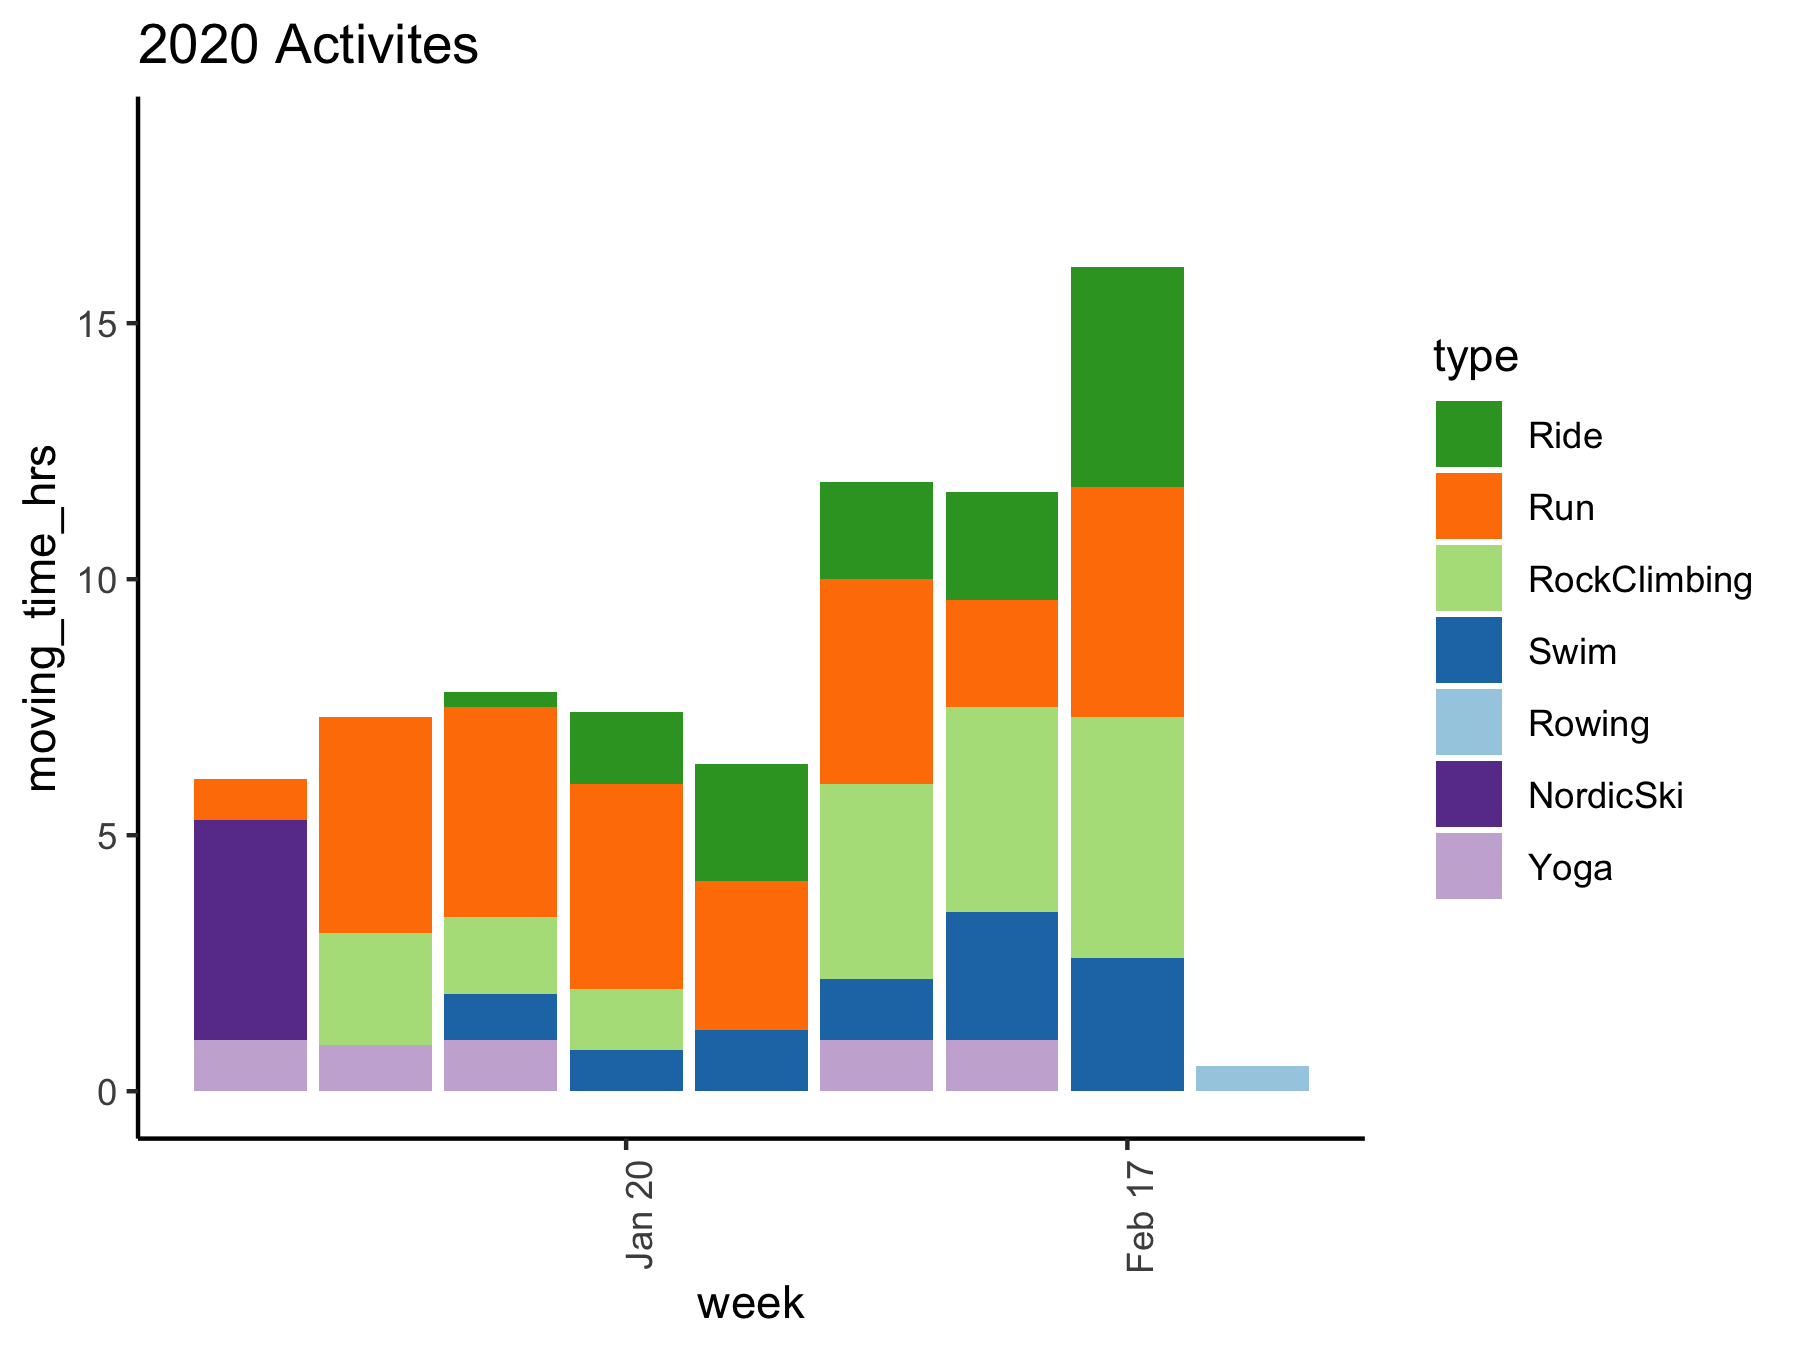 2020 Activites
moving_time_hrs
15
10
5
0
Jan 20
Feb 17
week
type
Ride
Run
RockClimbing
Swim
Rowing
NordicSki
Yoga